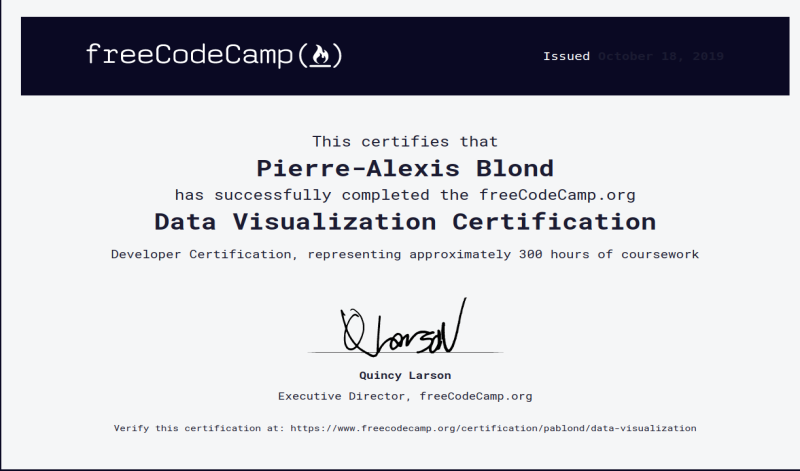 freeCodeCamp(🔥)
Issued October 18, 2019
This certifies that
Pierre-Alexis Blond
has successfully completed the freeCodeCamp.org
Data Visualization Certification
Developer Certification, representing approximately 300 hours of coursework
Q Larson
Quincy Larson
Executive Director, freeCodeCamp.org
Verify this certification at: https://www.freecodecamp.org/certification/pablond/data-visualization